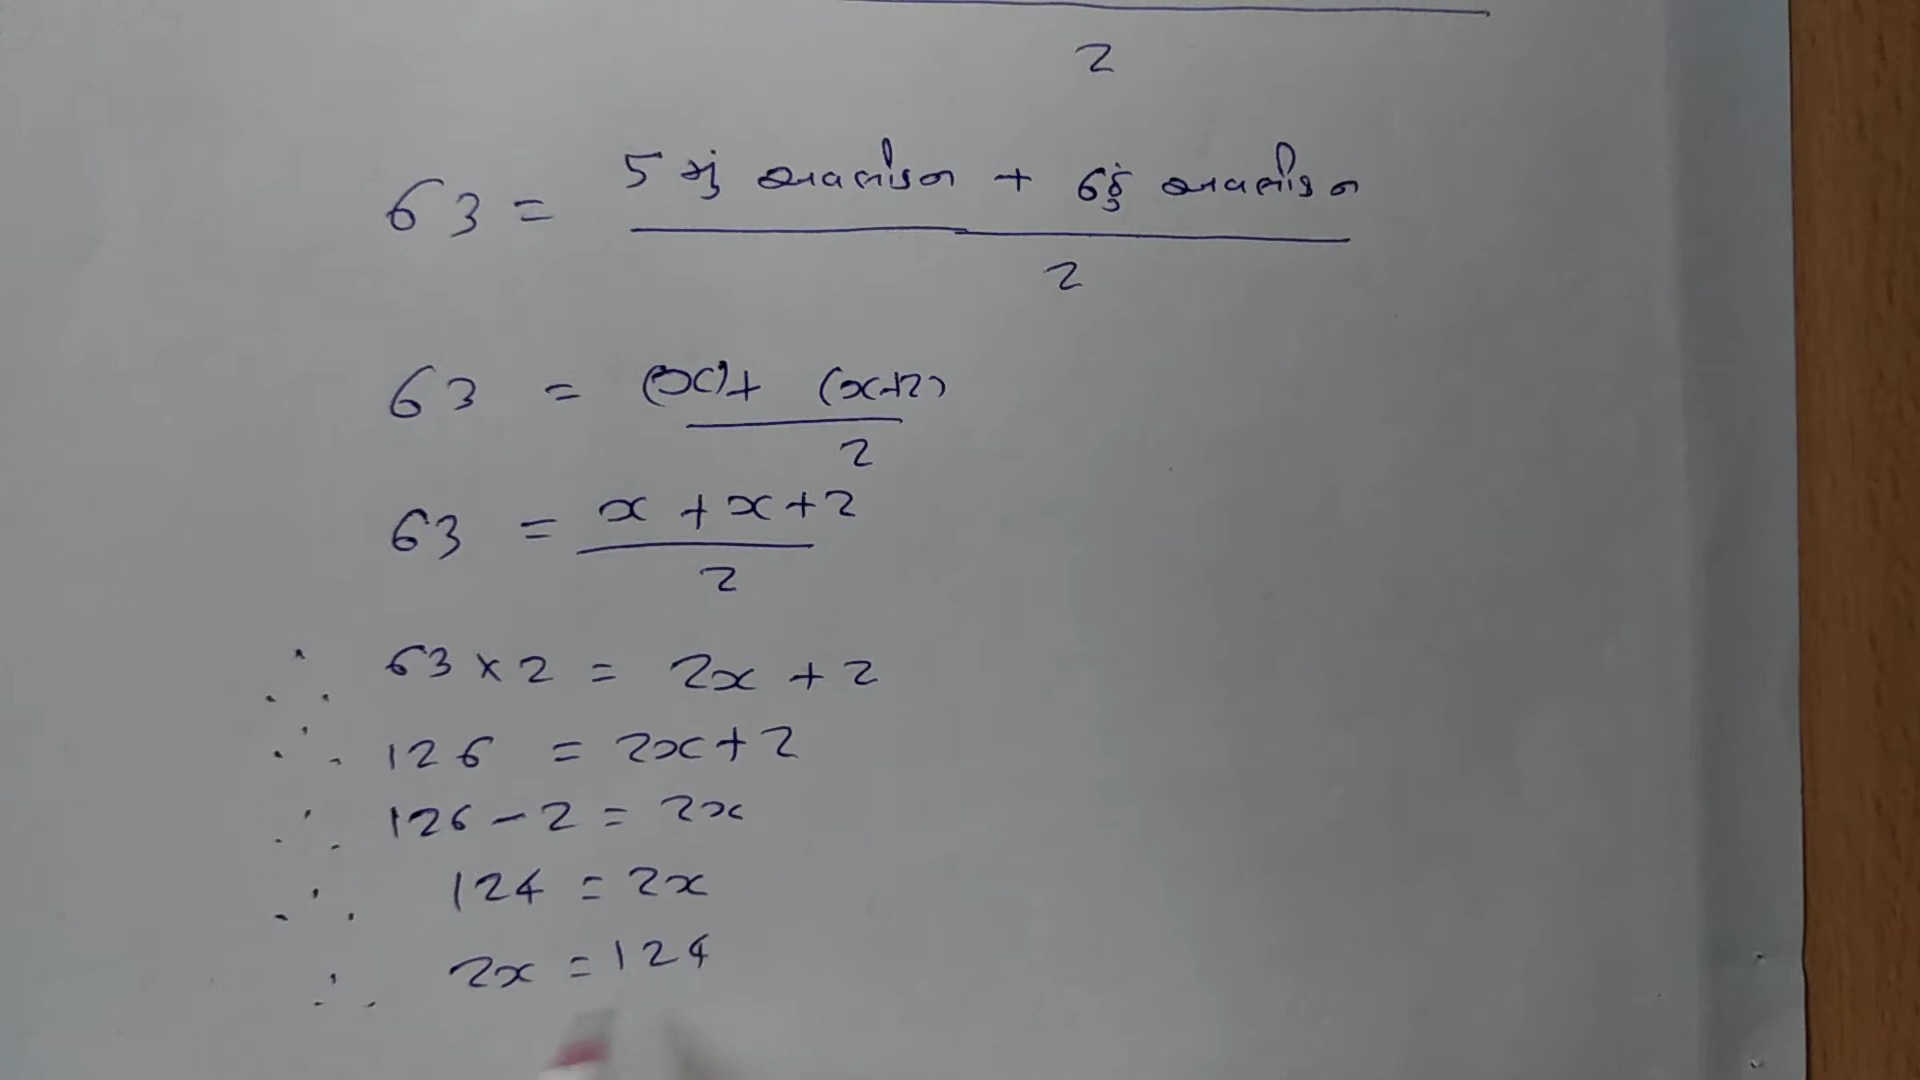 2
5 મું અવલોકન + 6ઠ્ઠું અવલોકન
63 =
2
63 = (x) + (x+2)
2
63 = x + x + 2
2
∴ 63 × 2 = 2x + 2
∴ 126 = 2x + 2
∴ 126 - 2 = 2x
∴ 124 = 2x
∴ 2x = 124